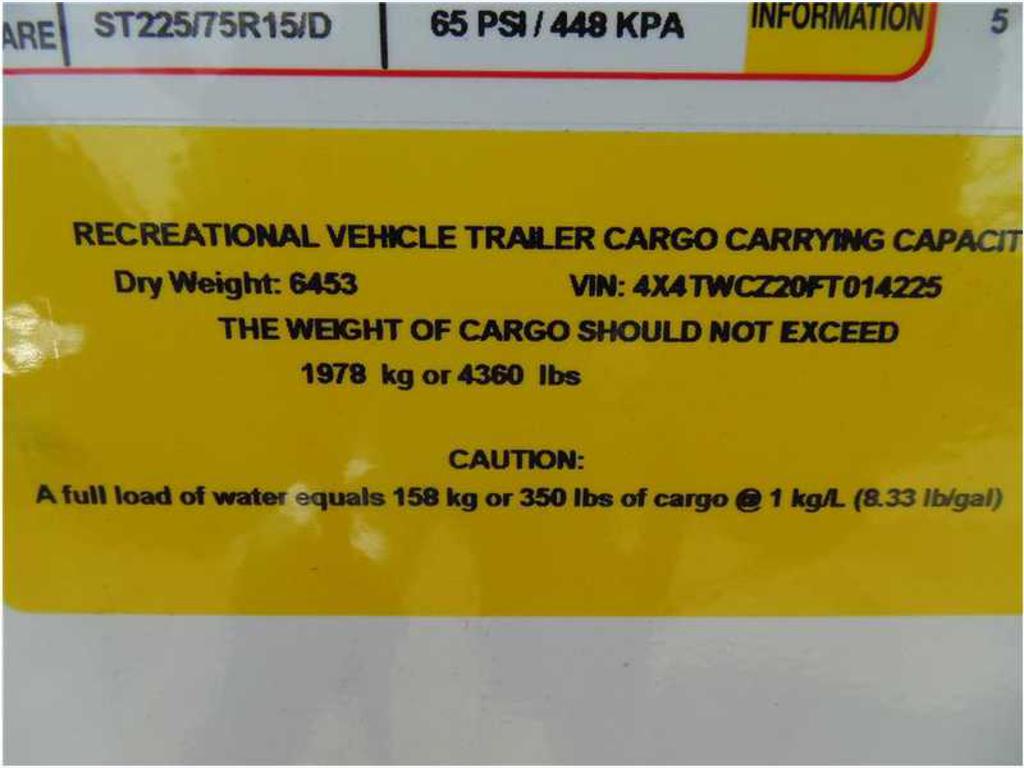 ARE ST225/75R15/D 65 PSI / 448 KPA INFORMATION 5
RECREATIONAL VEHICLE TRAILER CARGO CARRYING CAPACIT
Dry Weight: 6453 VIN: 4X4TWCZ20FT014225
THE WEIGHT OF CARGO SHOULD NOT EXCEED
1978 kg or 4360 lbs
CAUTION:
A full load of water equals 158 kg or 350 lbs of cargo @ 1 kg/L (8.33 lb/gal)